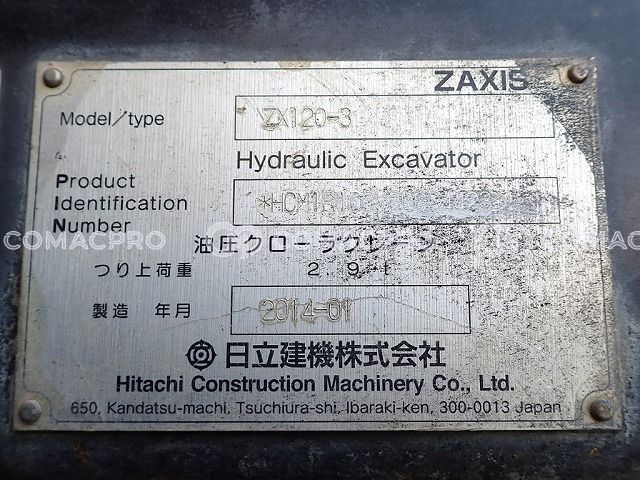 ZAXIS
Model/type ZX120-3
Hydraulic Excavator
Product Identification Number
油圧クローラクレーン
つり上荷重 2.9t
製造 年月 2014-01
日立建機株式会社
Hitachi Construction Machinery Co., Ltd.
650, Kandatsu-machi, Tsuchiura-shi, Ibaraki-ken, 300-0013 Japan
COMACPRO